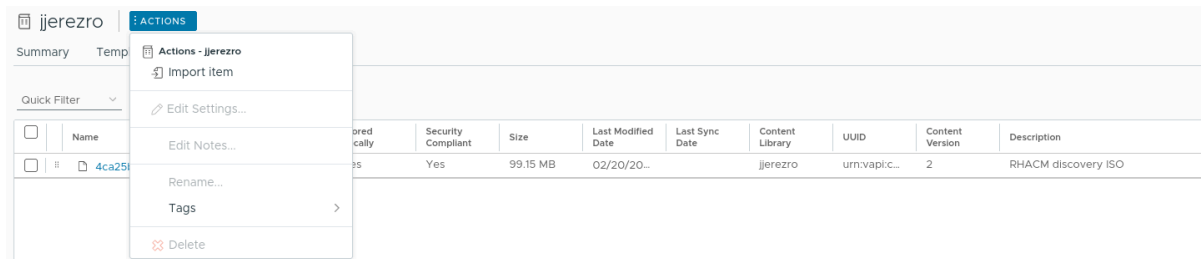 jjerezro
ACTIONS
Summary Temp
Actions - jjerezro
Import item
Quick Filter
Edit Settings...
Name
ored
cally
Security
Compliant
Size
Last Modified
Date
Last Sync
Date
Content
Library
UUID
Content
Version
Description
Edit Notes...
4ca25 es Yes 99.15 MB 02/20/20... jjerezro urn:vapi:c... 2 RHACM discovery ISO
Rename...
Tags
Delete